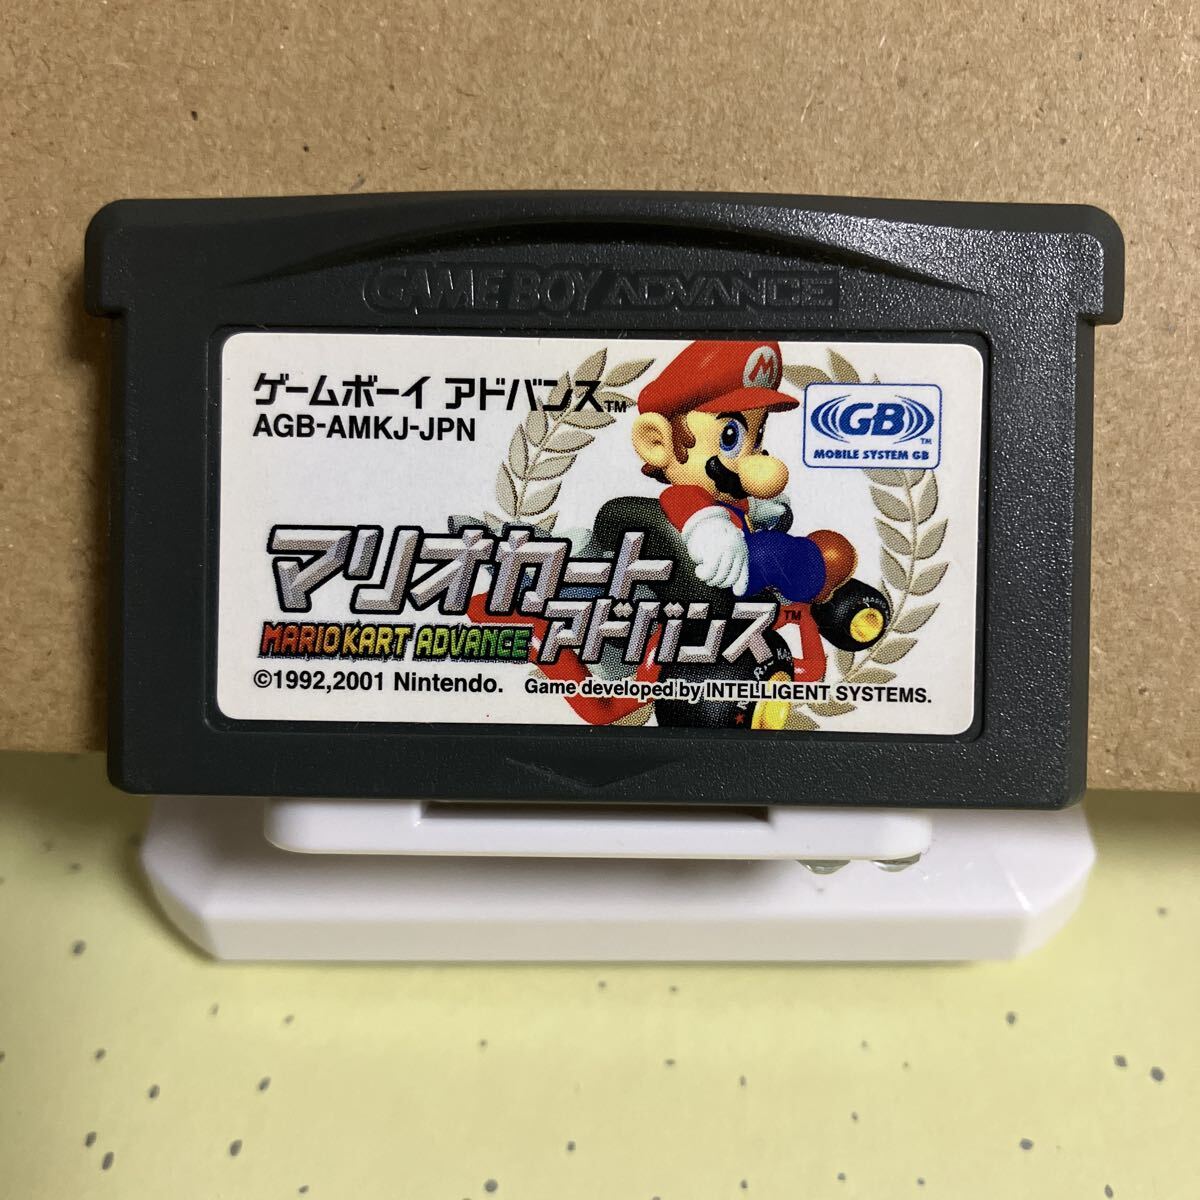 GAME BOY ADVANCE
ゲームボーイ アドバンス™
AGB-AMKJ-JPN
M
GB™
MOBILE SYSTEM GB
マリオカート
アドバンス™
MARIO KART ADVANCE
©1992,2001 Nintendo. Game developed by INTELLIGENT SYSTEMS.